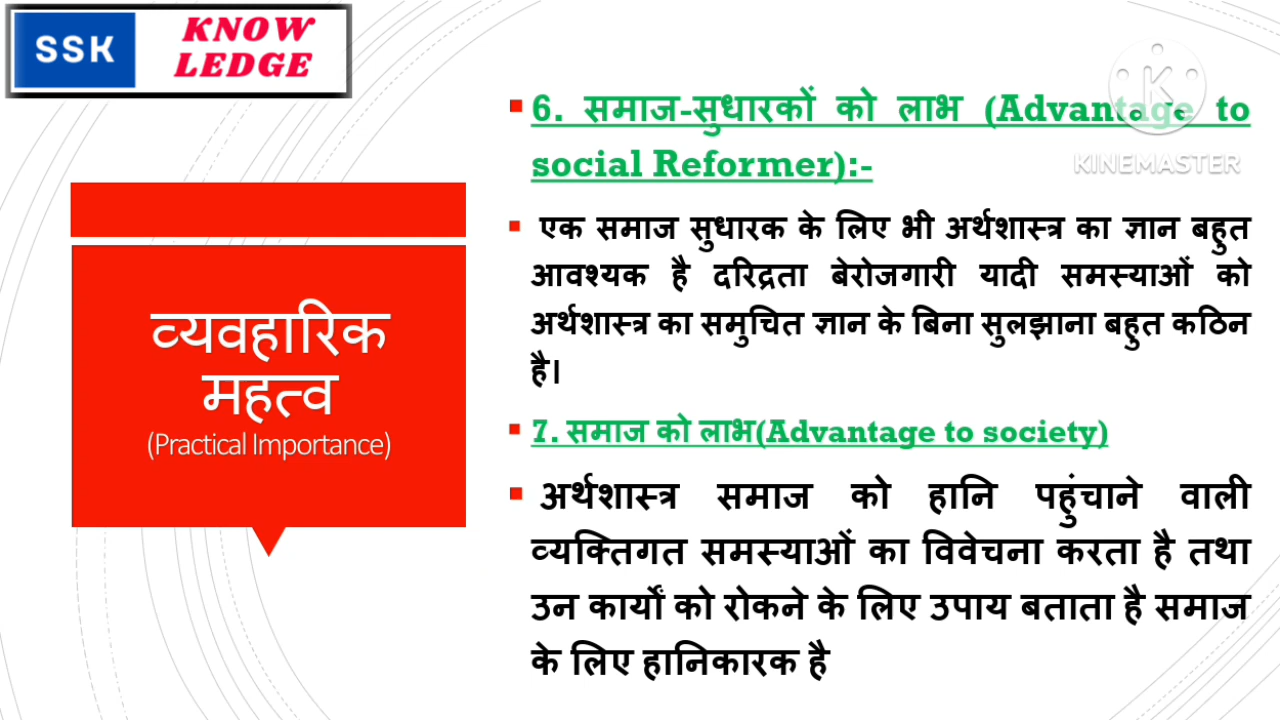 SSK
KNOW
LEDGE
KINEMASTER
व्यवहारिक
महत्व
(Practical Importance)
6. समाज-सुधारकों को लाभ (Advantage to
social Reformer):-
एक समाज सुधारक के लिए भी अर्थशास्त्र का ज्ञान बहुत
आवश्यक है दरिद्रता बेरोजगारी यादी समस्याओं को
अर्थशास्त्र का समुचित ज्ञान के बिना सुलझाना बहुत कठिन
है।
7. समाज को लाभ(Advantage to society)
अर्थशास्त्र समाज को हानि पहुंचाने वाली
व्यक्तिगत समस्याओं का विवेचना करता है तथा
उन कार्यों को रोकने के लिए उपाय बताता है समाज
के लिए हानिकारक है